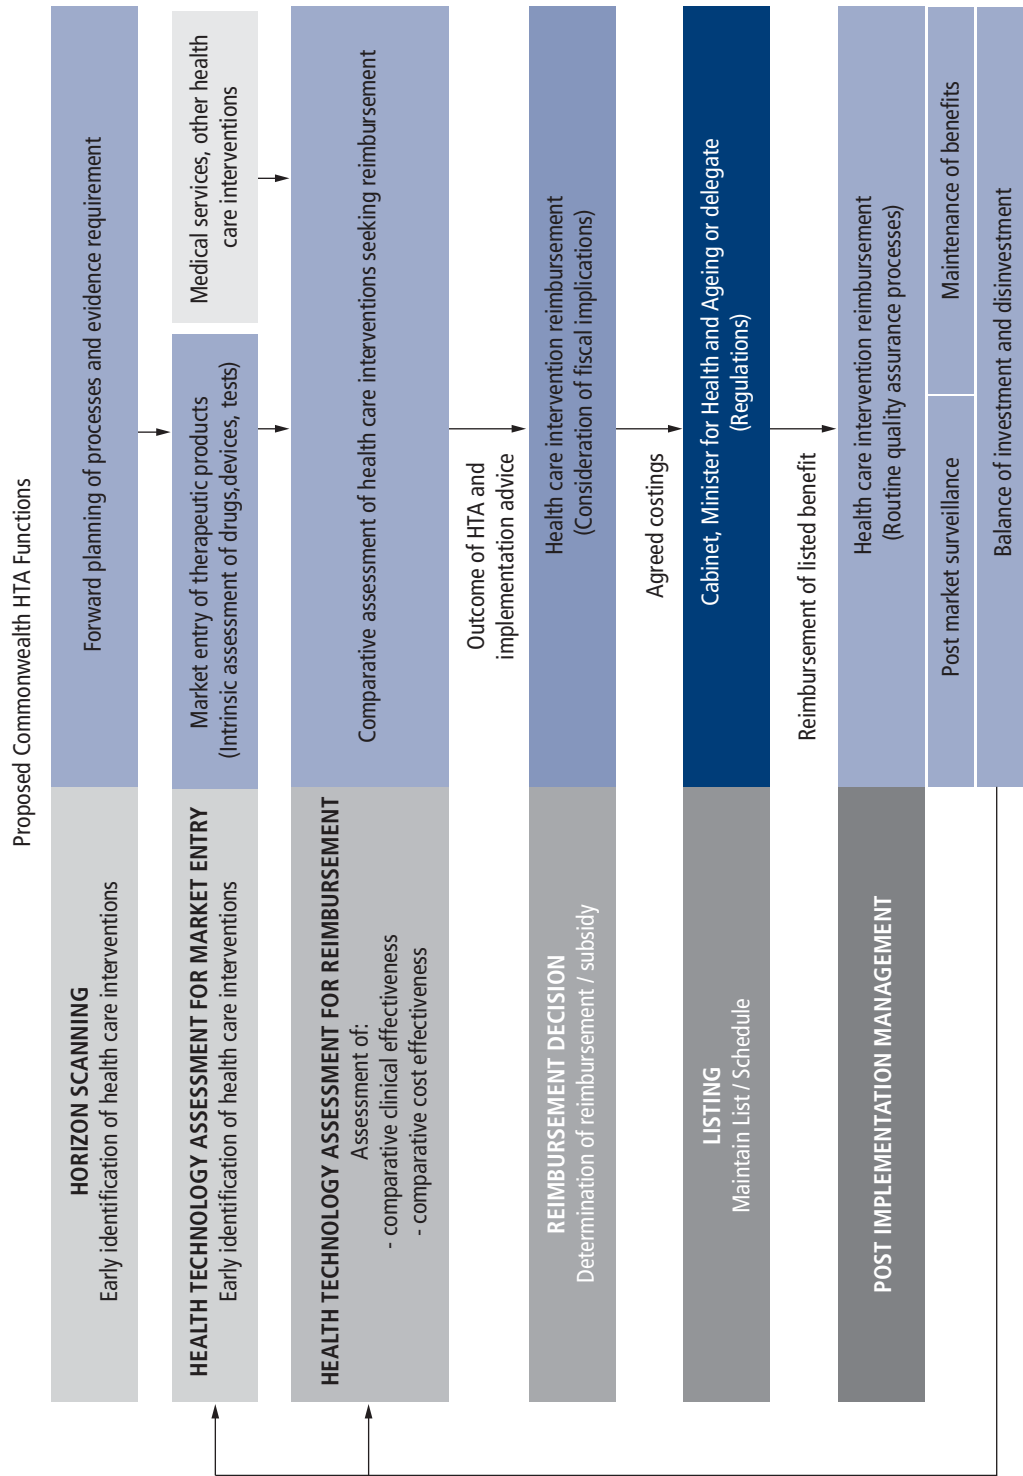 Proposed Commonwealth HTA Functions
HORIZON SCANNING
Early identification of health care interventions
Forward planning of processes and evidence requirement
HEALTH TECHNOLOGY ASSESSMENT FOR MARKET ENTRY
Early identification of health care interventions
Market entry of therapeutic products
(Intrinsic assessment of drugs,devices, tests)
Medical services, other health
care interventions
HEALTH TECHNOLOGY ASSESSMENT FOR REIMBURSEMENT
Assessment of:
- comparative clinical effectiveness
- comparative cost effectiveness
Comparative assessment of health care interventions seeking reimbursement
Outcome of HTA and
implementation advice
REIMBURSEMENT DECISION
Determination of reimbursement / subsidy
Health care intervention reimbursement
(Consideration of fiscal implications)
Agreed costings
LISTING
Maintain List / Schedule
Cabinet, Minister for Health and Ageing or delegate
(Regulations)
Reimbursement of listed benefit
POST IMPLEMENTATION MANAGEMENT
Health care intervention reimbursement
(Routine quality assurance processes)
Post market surveillance
Maintenance of benefits
Balance of investment and disinvestment